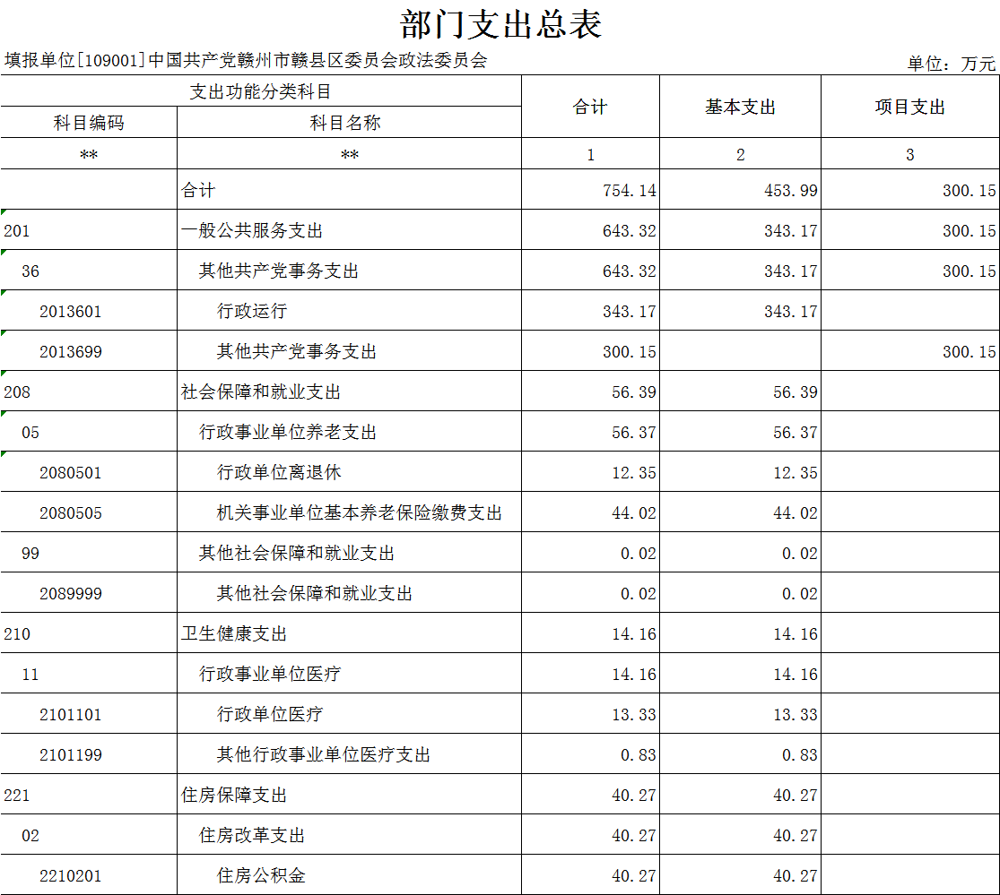 部门支出总表
填报单位[109001]中国共产党赣州市赣县区委员会政法委员会 单位：万元
支出功能分类科目 合计 基本支出 项目支出
科目编码 科目名称
** ** 1 2 3
合计 754.14 453.99 300.15
201 一般公共服务支出 643.32 343.17 300.15
36 其他共产党事务支出 643.32 343.17 300.15
2013601 行政运行 343.17 343.17
2013699 其他共产党事务支出 300.15 300.15
208 社会保障和就业支出 56.39 56.39
05 行政事业单位养老支出 56.37 56.37
2080501 行政单位离退休 12.35 12.35
2080505 机关事业单位基本养老保险缴费支出 44.02 44.02
99 其他社会保障和就业支出 0.02 0.02
2089999 其他社会保障和就业支出 0.02 0.02
210 卫生健康支出 14.16 14.16
11 行政事业单位医疗 14.16 14.16
2101101 行政单位医疗 13.33 13.33
2101199 其他行政事业单位医疗支出 0.83 0.83
221 住房保障支出 40.27 40.27
02 住房改革支出 40.27 40.27
2210201 住房公积金 40.27 40.27